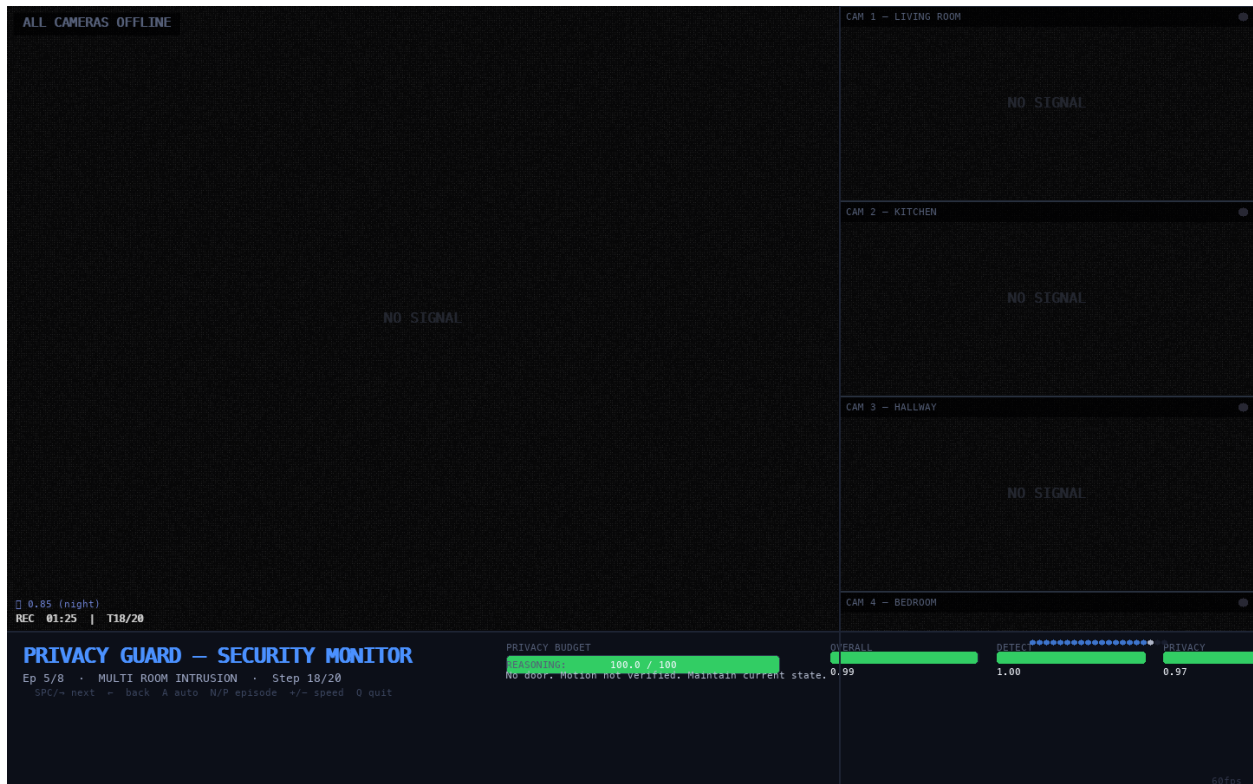 ALL CAMERAS OFFLINE
NO SIGNAL
0.85 (night)
REC 01:25 | T18/20
CAM 1 — LIVING ROOM
NO SIGNAL
CAM 2 — KITCHEN
NO SIGNAL
CAM 3 — HALLWAY
NO SIGNAL
CAM 4 — BEDROOM
PRIVACY GUARD — SECURITY MONITOR
Ep 5/8 · MULTI ROOM INTRUSION · Step 18/20
SPC/→ next ← back A auto N/P episode +/− speed Q quit
PRIVACY BUDGET
REASONING: 100.0 / 100
No door. Motion not verified. Maintain current state.
OVERALL
0.99
DETECT
1.00
PRIVACY
0.97
60fps